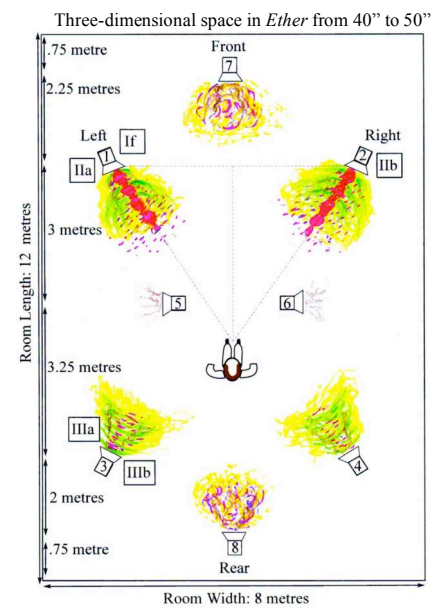 Three-dimensional space in Ether from 40” to 50”
.75 metre
Front
7
2.25 metres
Left
If
Right
1
2
IIa
IIb
3 metres
Room Length: 12 metres
5
6
3.25 metres
IIIa
3
IIIb
4
2 metres
8
.75 metre
Rear
Room Width: 8 metres